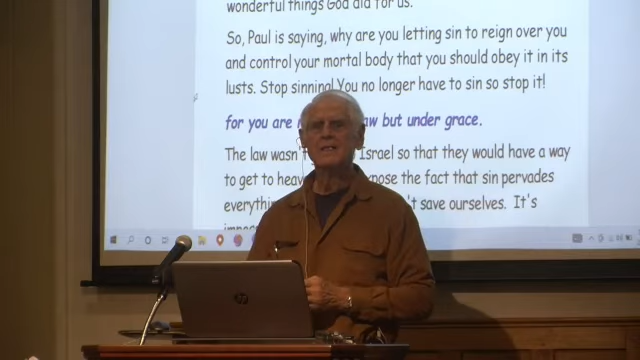 wonderful things God did for us.
So, Paul is saying, why are you letting sin to reign over you
and control your mortal body that you should obey it in its
lusts. Stop sinning! You no longer have to sin so stop it!
for you are but under grace.
The law wasn't Israel so that they would have a way
to get to pose the fact that sin pervades
save ourselves. It's
hp